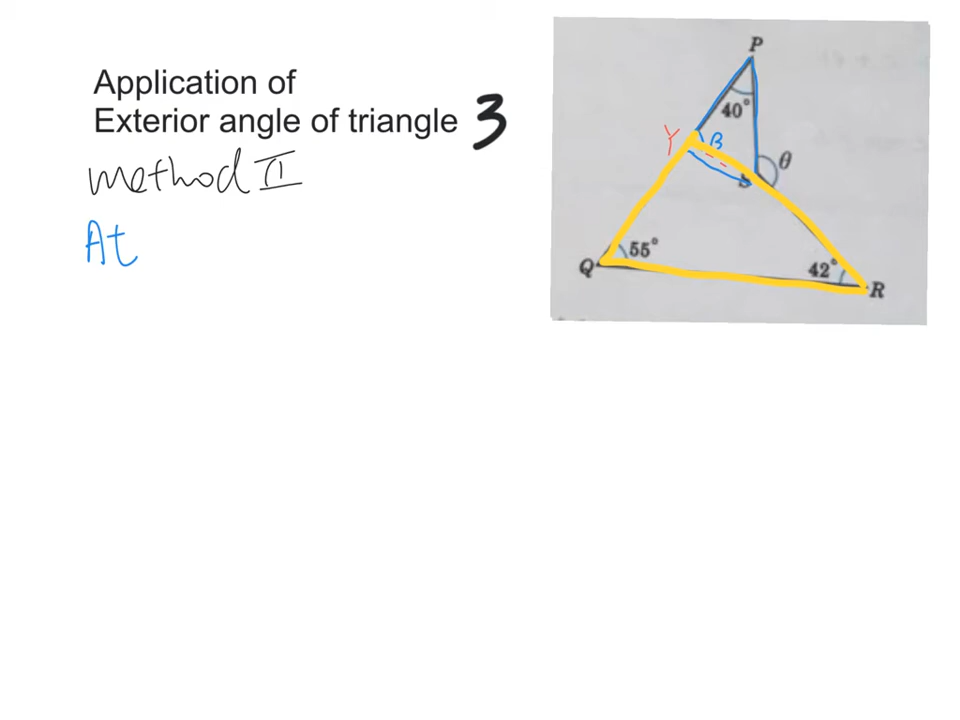 Application of
Exterior angle of triangle 3
method II
At
P
40°
Y
B
S
θ
55°
Q
42°
R